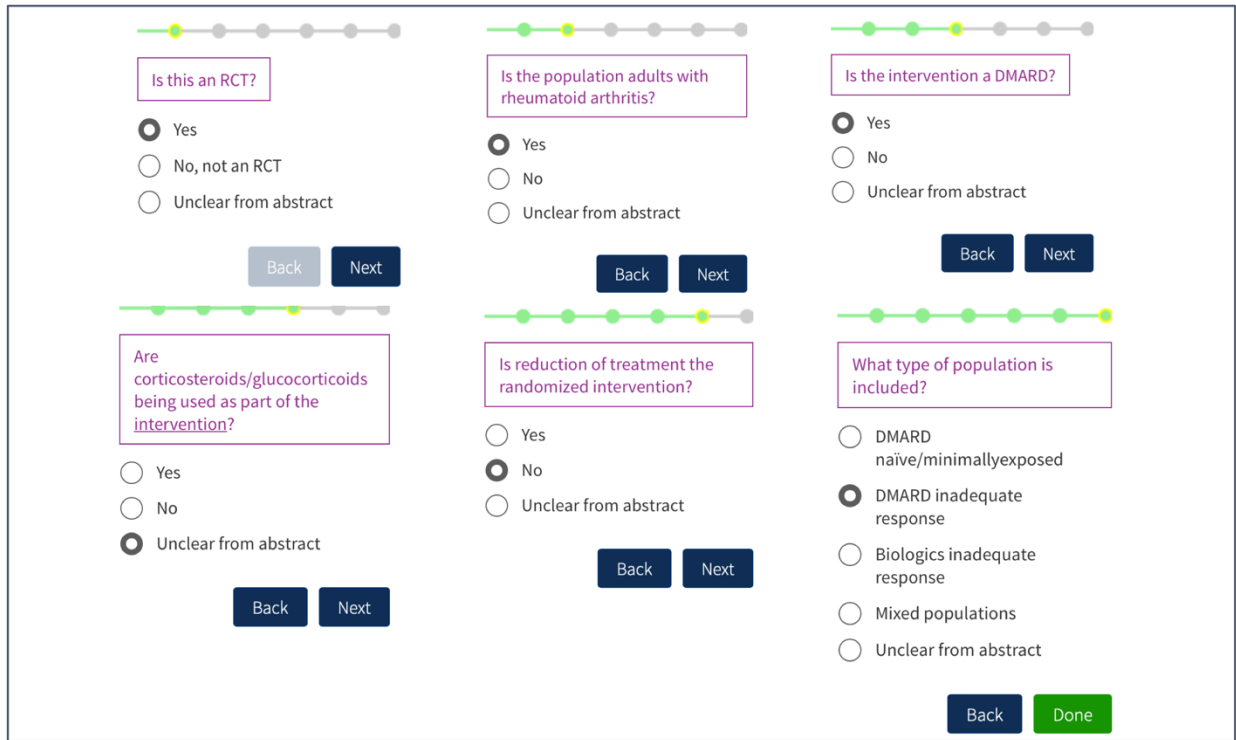 Is this an RCT?
Yes
No, not an RCT
Unclear from abstract
Back
Next
Is the population adults with
rheumatoid arthritis?
Yes
No
Unclear from abstract
Back
Next
Is the intervention a DMARD?
Yes
No
Unclear from abstract
Back
Next
Are
corticosteroids/glucocorticoids
being used as part of the
intervention?
Yes
No
Unclear from abstract
Back
Next
Is reduction of treatment the
randomized intervention?
Yes
No
Unclear from abstract
Back
Next
What type of population is
included?
DMARD
naïve/minimallyexposed
DMARD inadequate
response
Biologics inadequate
response
Mixed populations
Unclear from abstract
Back
Done